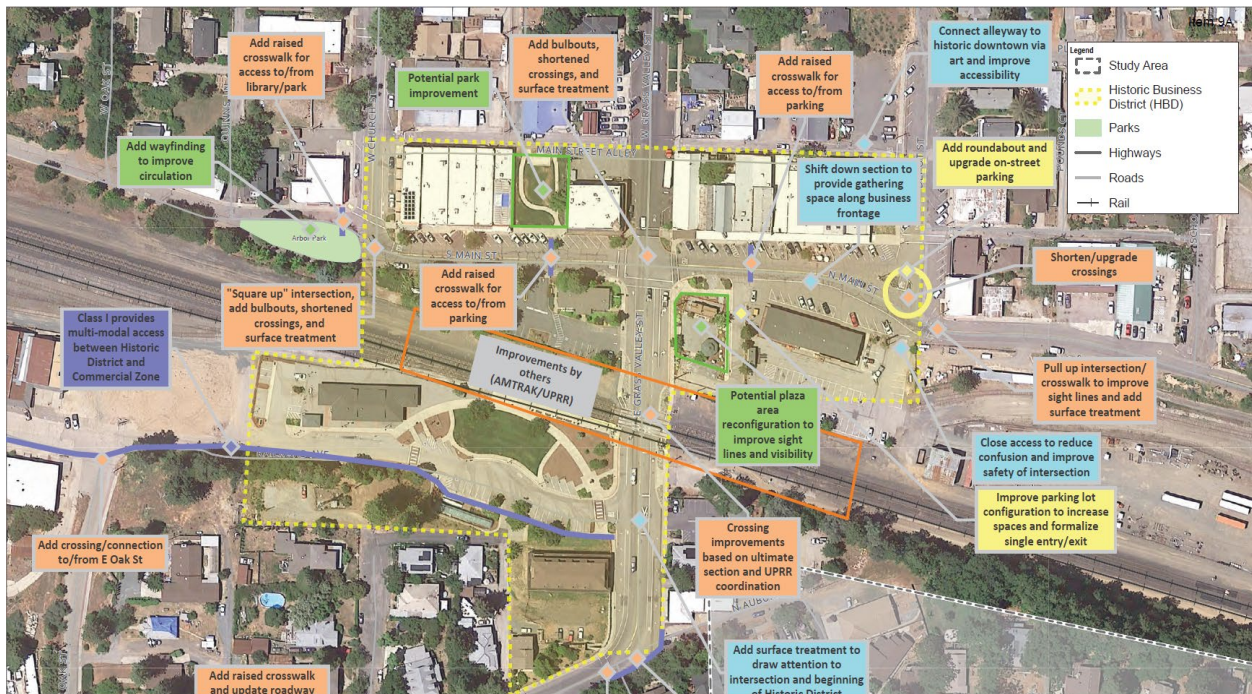 Item 9A
Add raised
crosswalk for
access to/from
library/park
Potential park
improvement
Add bulbouts,
shortened
crossings, and
surface treatment
Add raised
crosswalk for
access to/from
parking
Connect alleyway to
historic downtown via
art and improve
accessibility
Legend
Study Area
Historic Business
District (HBD)
Parks
Highways
Roads
Rail
Add wayfinding
to improve
circulation
MAIN STREET ALLEY
Shift down section to
provide gathering
space along business
frontage
Add roundabout and
upgrade on-street
parking
Arbor Park
S MAIN ST
N MAIN ST
Shorten/upgrade
crossings
"Square up" intersection,
add bulbouts, shortened
crossings, and
surface treatment
Add raised
crosswalk for
access to/from
parking
Class I provides
multi-modal access
between Historic
District and
Commercial Zone
Improvements by
others
(AMTRAK/UPRR)
E GRASS VALLEY ST
Potential plaza
area
reconfiguration
to improve sight
lines and visibility
Pull up intersection/
crosswalk to improve
sight lines and add
surface treatment
Close access to reduce
confusion and improve
safety of intersection
Improve parking lot
configuration to increase
spaces and formalize
single entry/exit
Add crossing/connection
to/from E Oak St
Crossing
improvements
based on ultimate
section and UPRR
coordination
Add raised crosswalk
and update roadway
Add surface treatment to
draw attention to
intersection and beginning
of Historic District